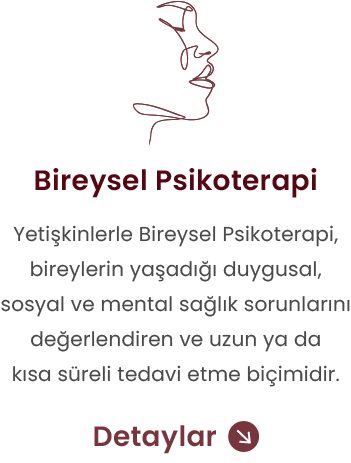 Bireysel Psikoterapi
Yetişkinlerle Bireysel Psikoterapi,
bireylerin yaşadığı duygusal,
sosyal ve mental sağlık sorunlarını
değerlendiren ve uzun ya da
kısa süreli tedavi etme biçimidir.
Detaylar